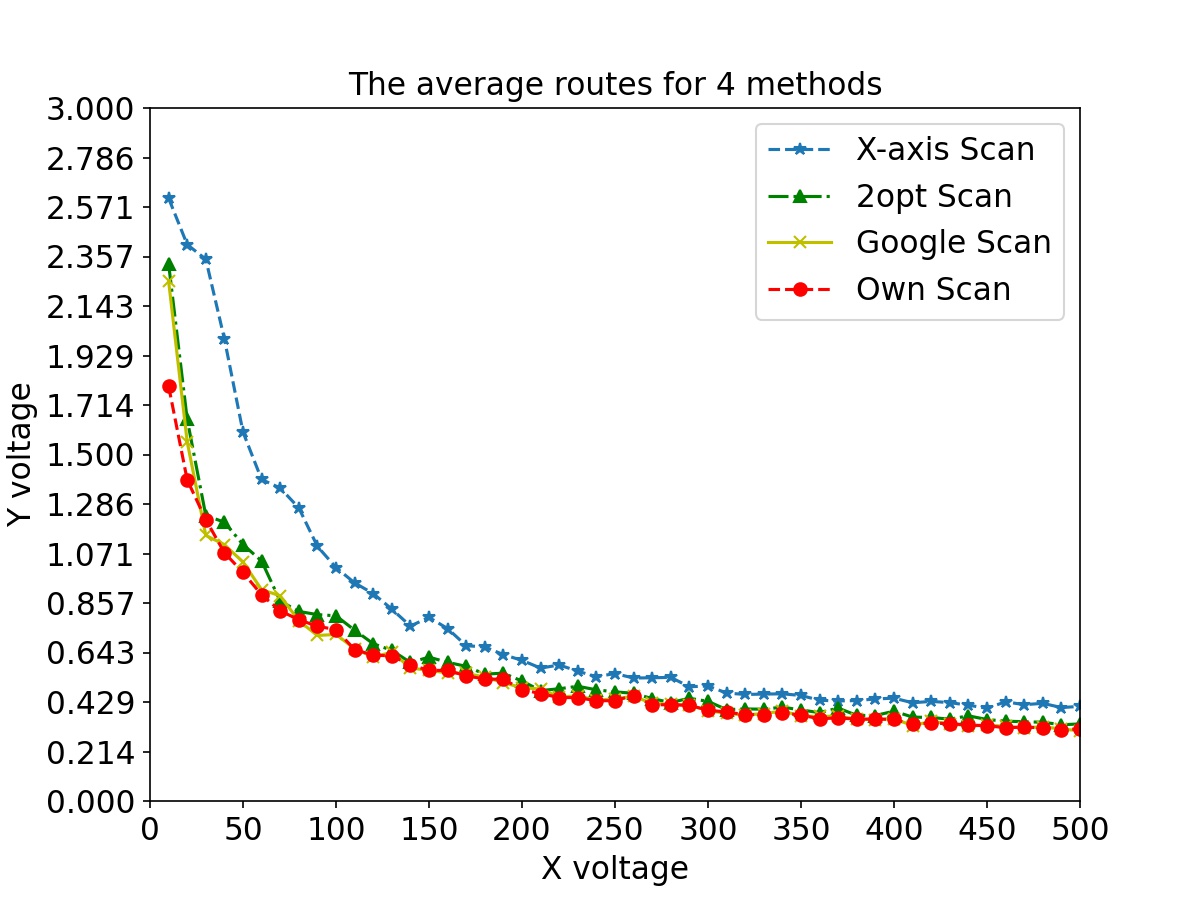 The average routes for 4 methods
3.000
2.786
2.571
2.357
2.143
1.929
1.714
1.500
1.286
1.071
0.857
0.643
0.429
0.214
0.000
Y voltage
X-axis Scan
2opt Scan
Google Scan
Own Scan
0 50 100 150 200 250 300 350 400 450 500
X voltage